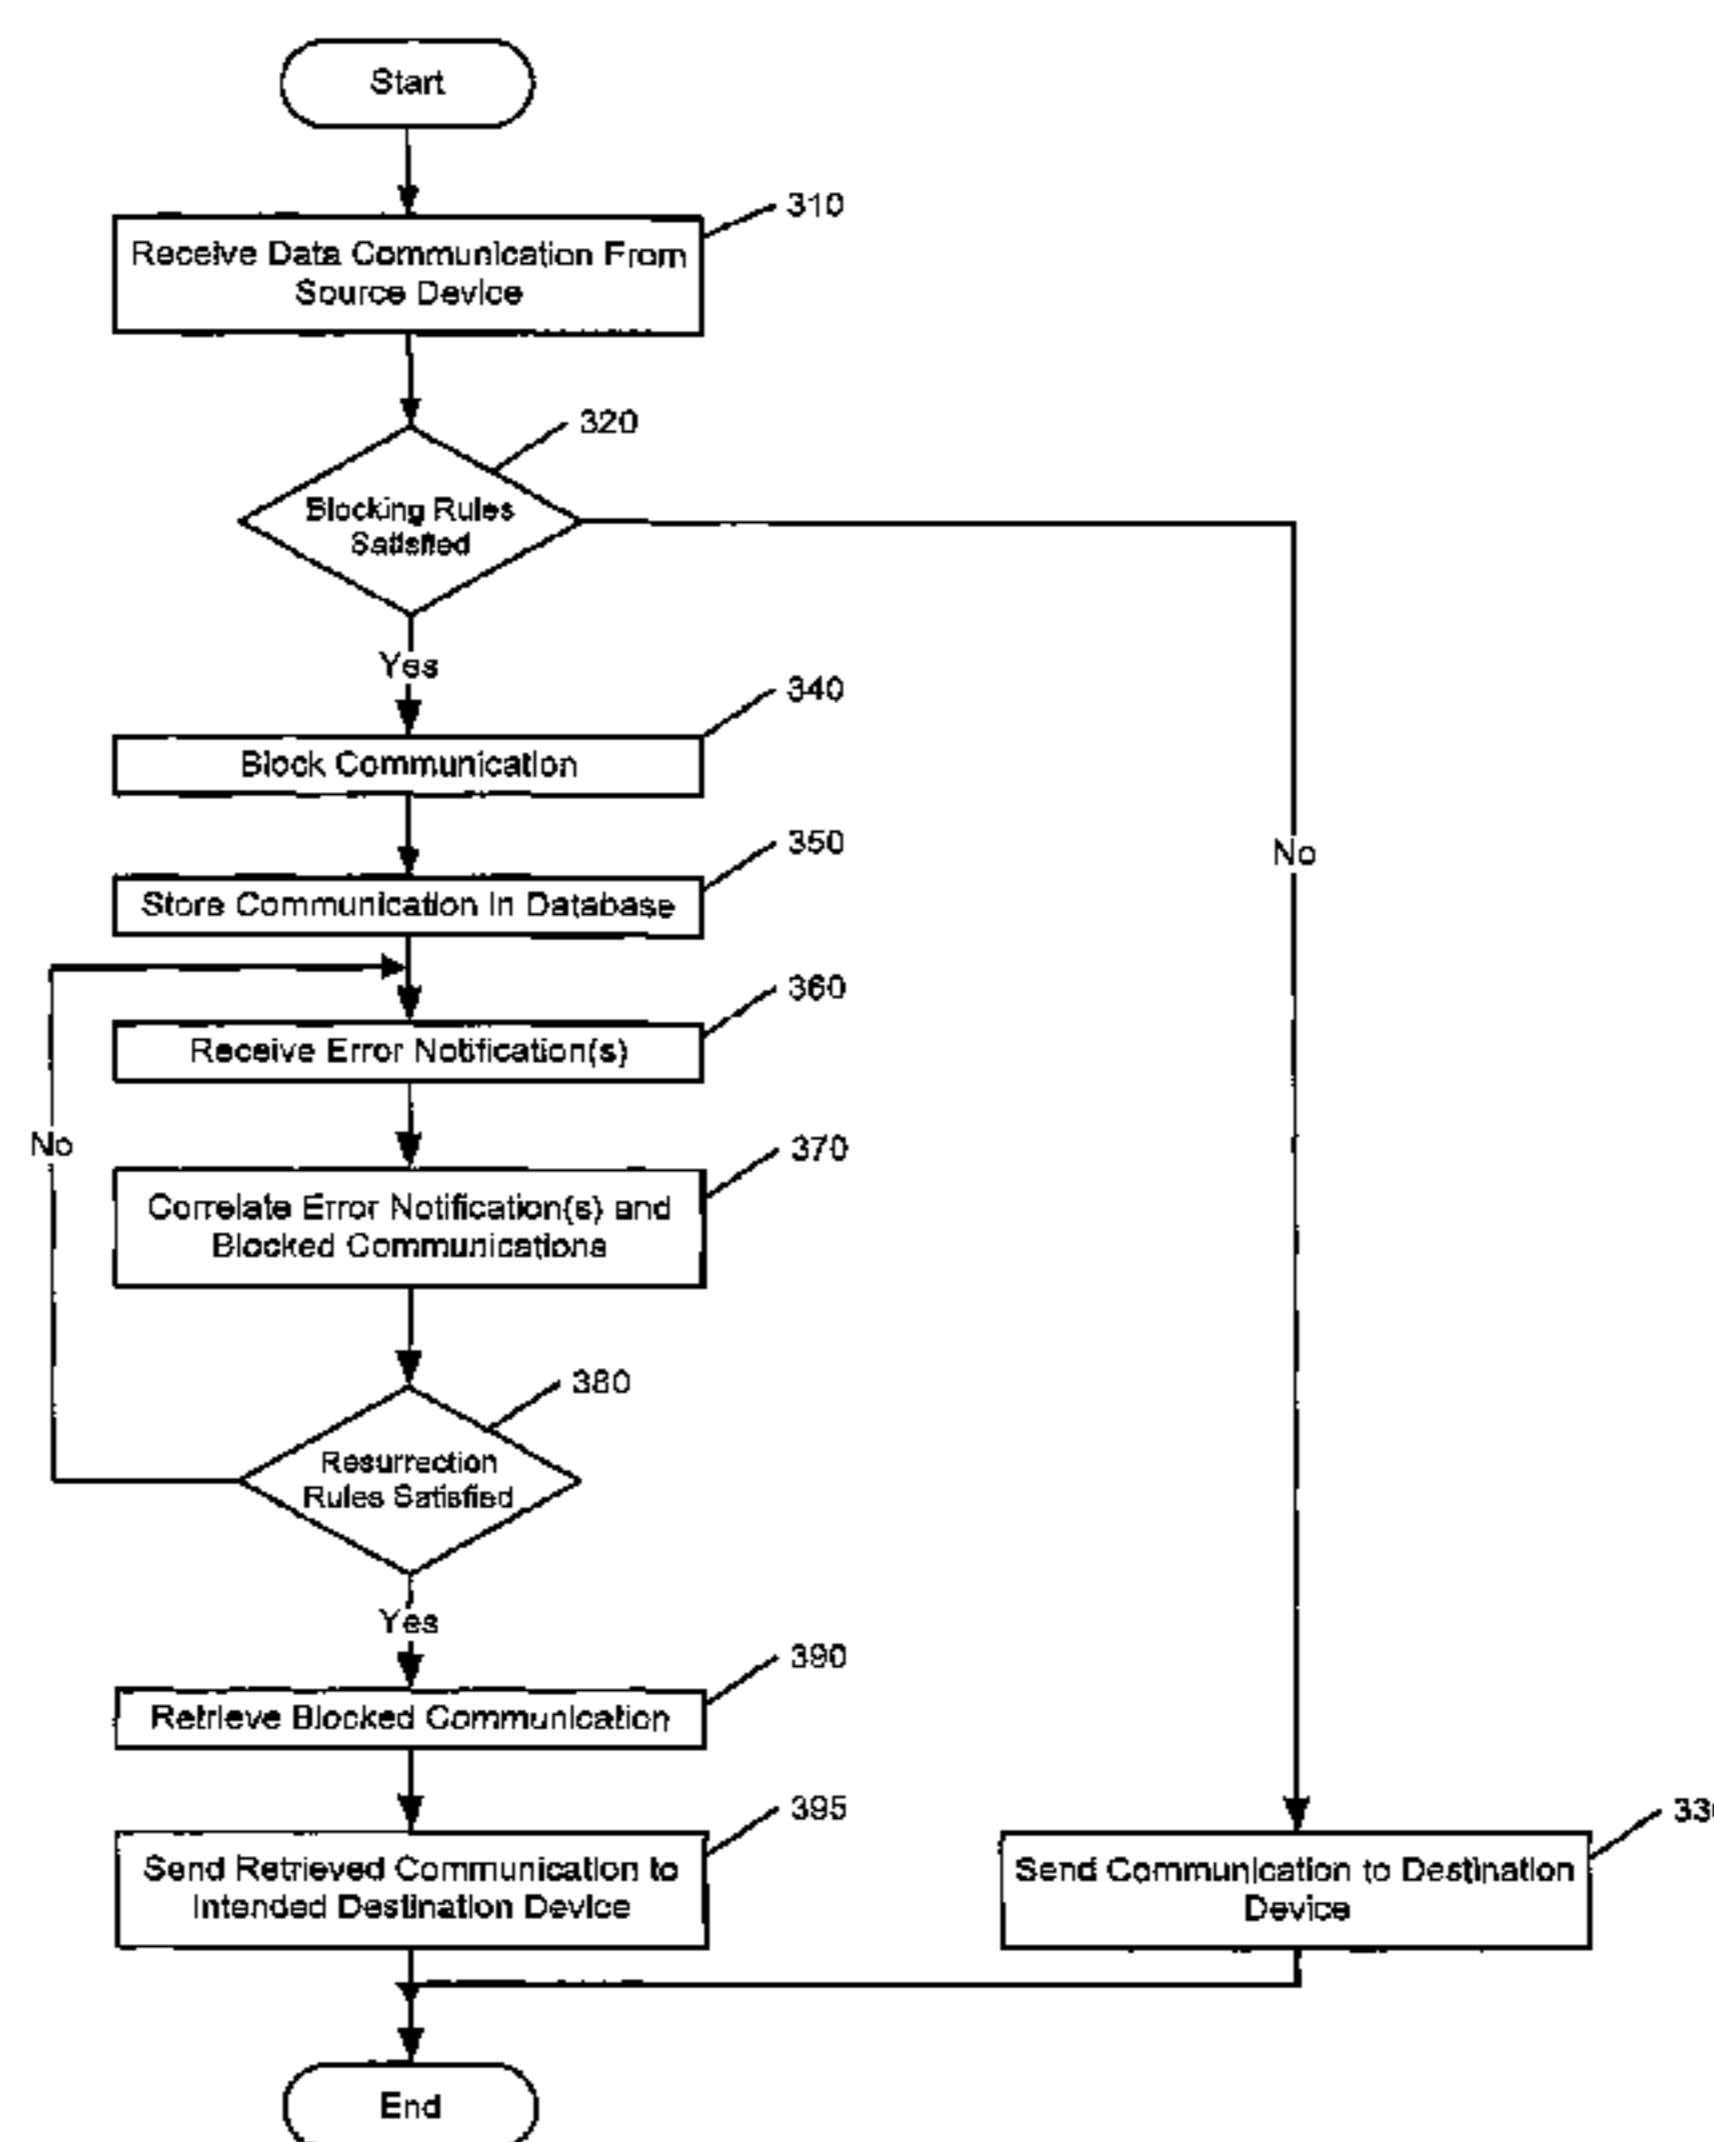 Start
310
Receive Data Communication From
Source Device
320
Blocking Rules
Satisfied
Yes
340
Block Communication
No
350
Store Communication In Database
360
Receive Error Notification(s)
No
370
Correlate Error Notification(s) and
Blocked Communications
380
Resurrection
Rules Satisfied
Yes
390
Retrieve Blocked Communication
395
Send Retrieved Communication to
Intended Destination Device
Send Communication to Destination
Device
End